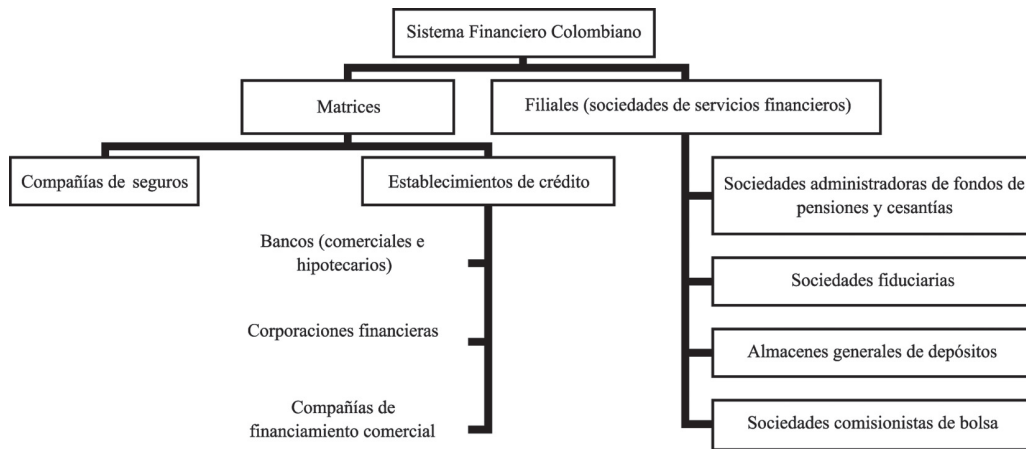 Sistema Financiero Colombiano
Matrices
Filiales (sociedades de servicios financieros)
Compañías de seguros
Establecimientos de crédito
Bancos (comerciales e
hipotecarios)
Corporaciones financieras
Compañías de
financiamiento comercial
Sociedades administradoras de fondos de
pensiones y cesantías
Sociedades fiduciarias
Almacenes generales de depósitos
Sociedades comisionistas de bolsa